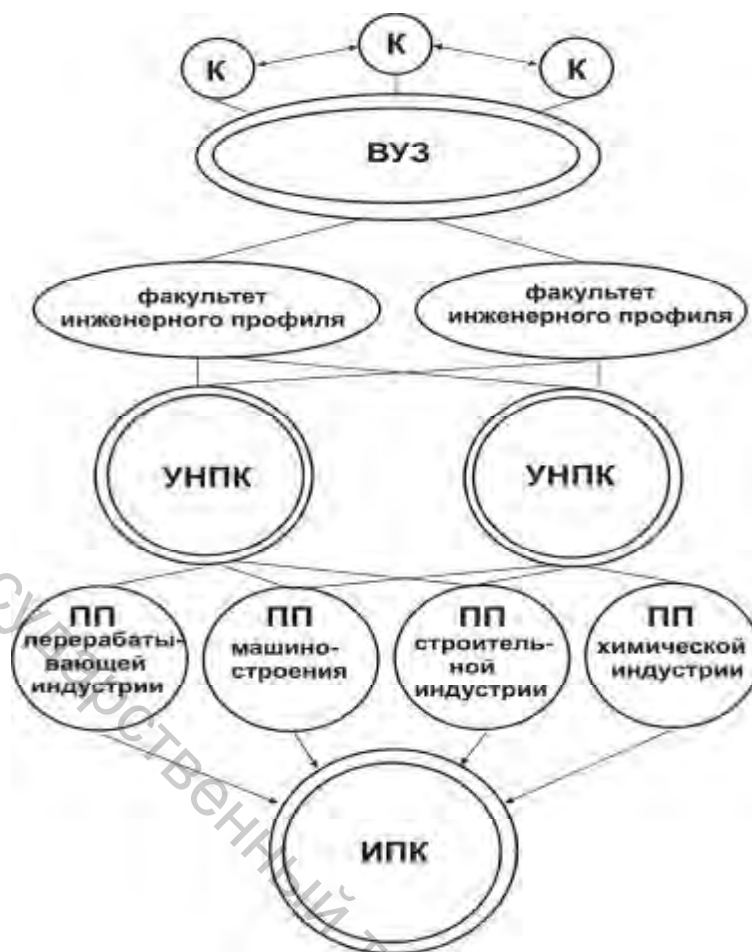 К
К
К
ВУЗ
факультет
инженерного профиля
факультет
инженерного профиля
УНПК
УНПК
ПП
перерабаты-
вающей
индустрии
ПП
машино-
строения
ПП
строитель-
ной
индустрии
ПП
химической
индустрии
ИПК
сударственный